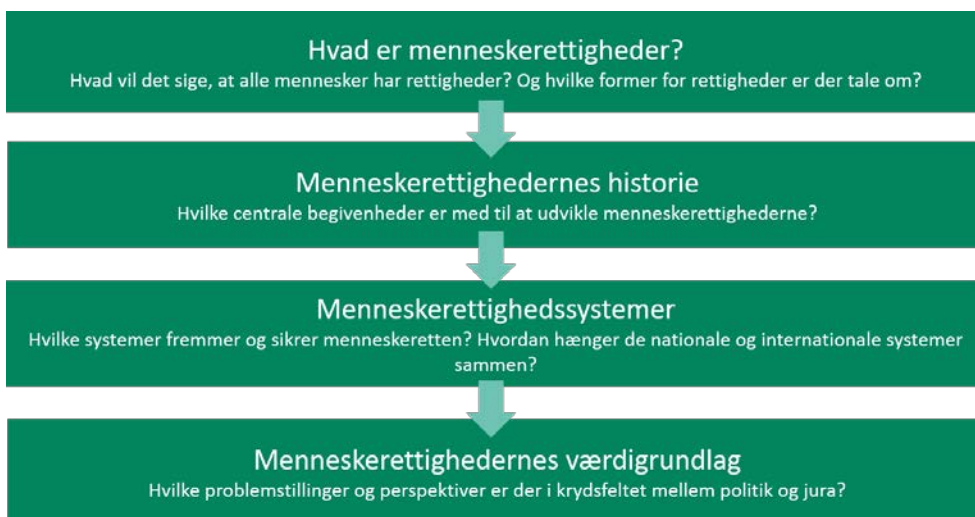 Hvad er menneskerettigheder?
Hvad vil det sige, at alle mennesker har rettigheder? Og hvilke former for rettigheder er der tale om?
Menneskerettighedernes historie
Hvilke centrale begivenheder er med til at udvikle menneskerettighederne?
Menneskerettighedssystemer
Hvilke systemer fremmer og sikrer menneskeretten? Hvordan hænger de nationale og internationale systemer
sammen?
Menneskerettighedernes værdigrundlag
Hvilke problemstillinger og perspektiver er der i krydsfeltet mellem politik og jura?